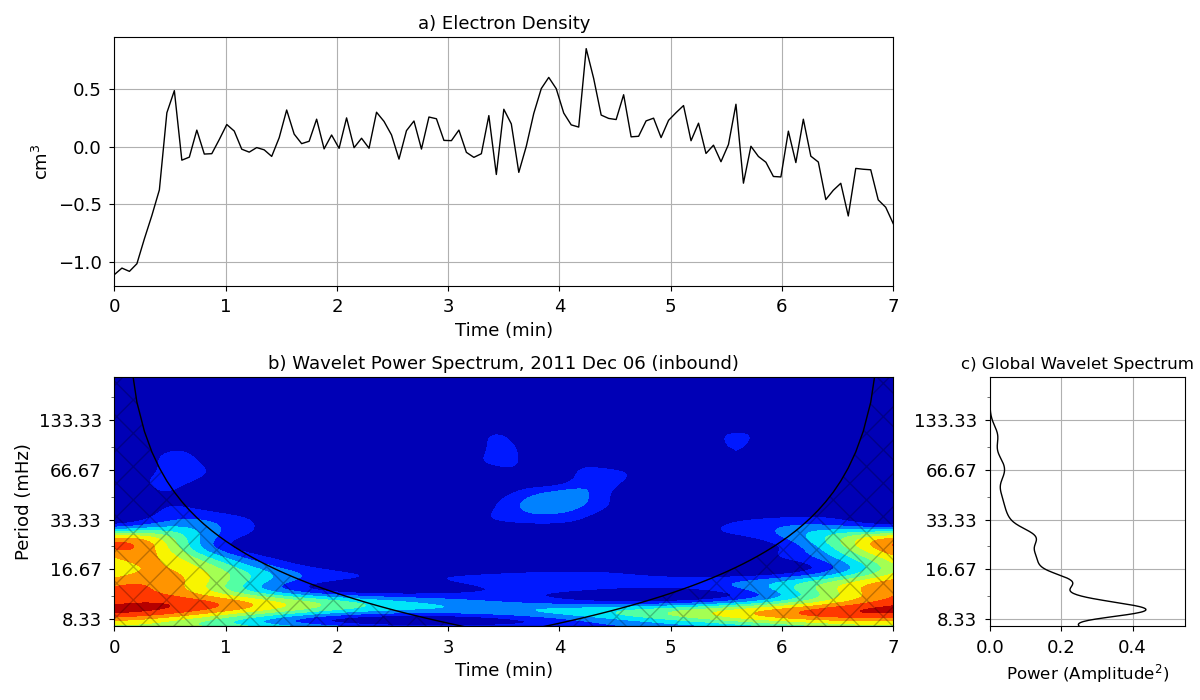 a) Electron Density
cm³
0.5
0.0
−0.5
−1.0
0 1 2 3 4 5 6 7
Time (min)
b) Wavelet Power Spectrum, 2011 Dec 06 (inbound)
Period (mHz)
133.33
66.67
33.33
16.67
8.33
0 1 2 3 4 5 6 7
Time (min)
c) Global Wavelet Spectrum
133.33
66.67
33.33
16.67
8.33
0.0 0.2 0.4
Power (Amplitude²)